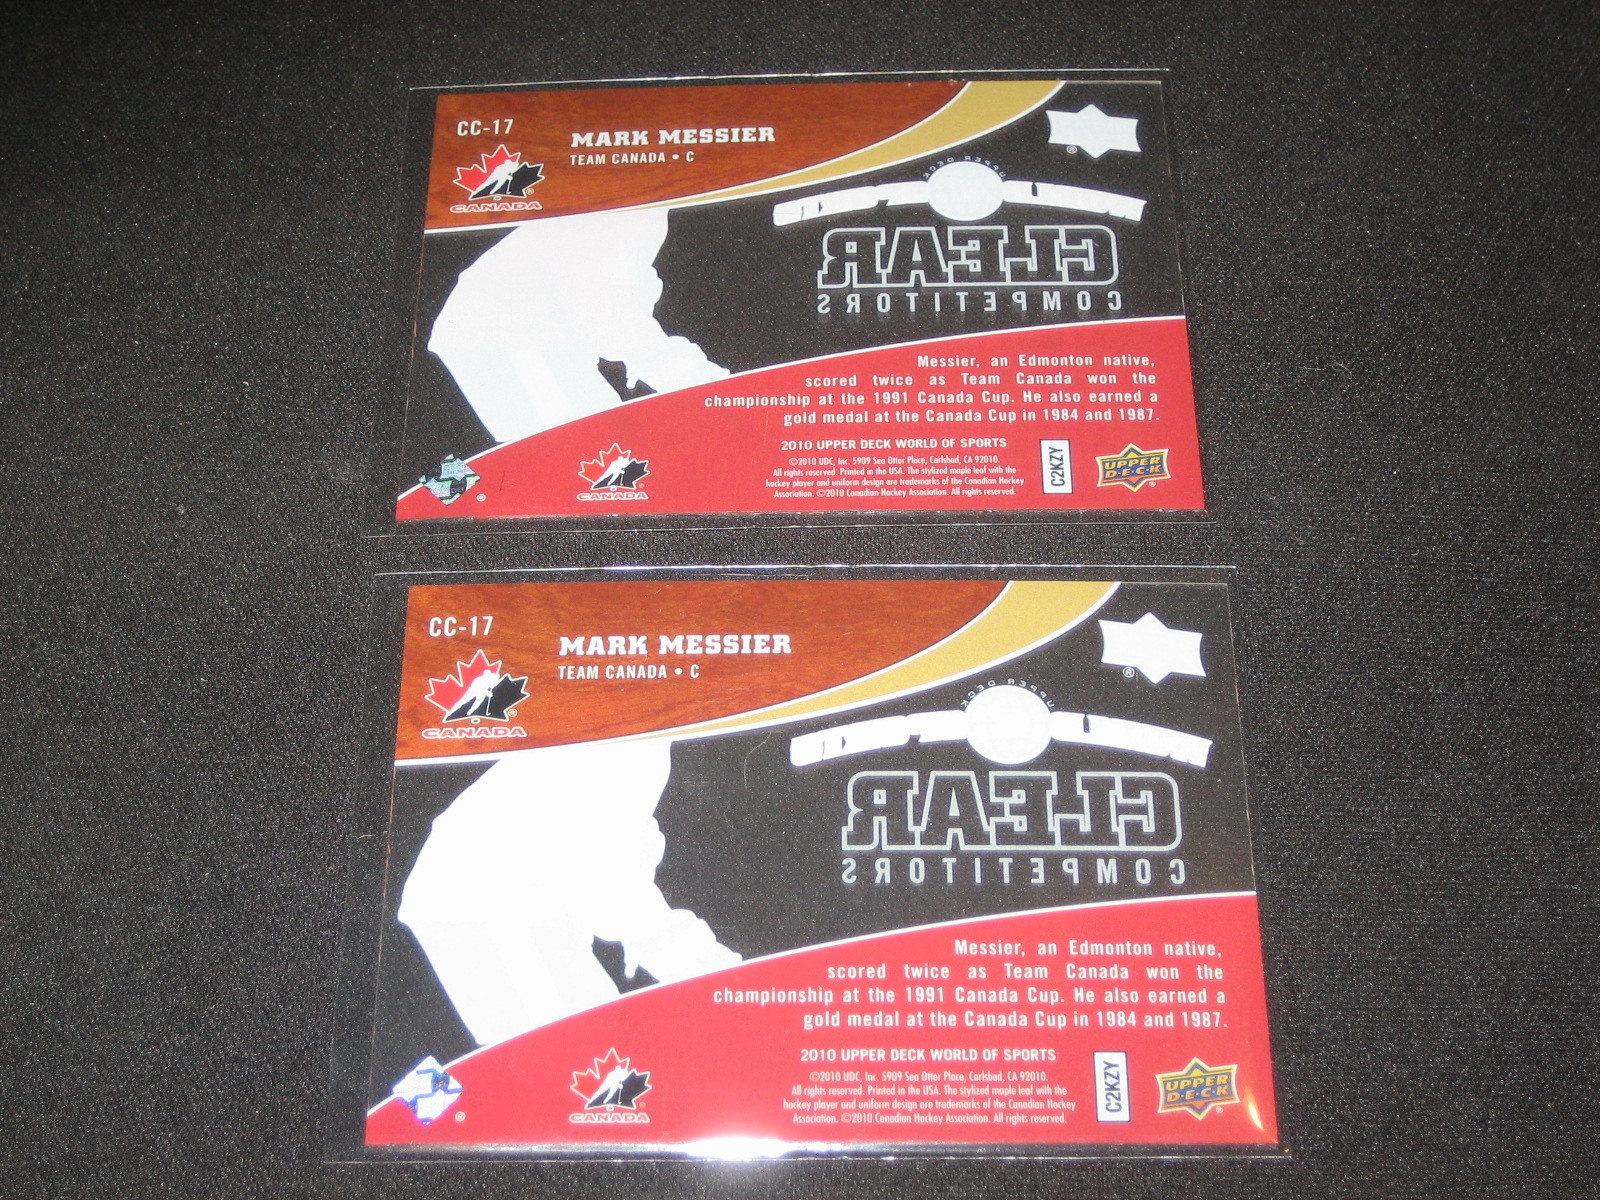 CC-17
MARK MESSIER
TEAM CANADA • C
CANADA
®
UPPER DECK
CLEAR
COMPETITORS
Messier, an Edmonton native,
scored twice as Team Canada won the
championship at the 1991 Canada Cup. He also earned a
gold medal at the Canada Cup in 1984 and 1987.
2010 UPPER DECK WORLD OF SPORTS
©2010 UDC, Inc. 5909 Sea Otter Place, Carlsbad, CA 92010.
All rights reserved. Printed in the USA. The stylized maple leaf with the
hockey player and uniform design are trademarks of the Canadian Hockey
Association. ©2010 Canadian Hockey Association. All rights reserved.
CANADA
C2KZY
UPPER
D·E·C·K
CC-17
MARK MESSIER
TEAM CANADA • C
CANADA
®
UPPER DECK
CLEAR
COMPETITORS
Messier, an Edmonton native,
scored twice as Team Canada won the
championship at the 1991 Canada Cup. He also earned a
gold medal at the Canada Cup in 1984 and 1987.
2010 UPPER DECK WORLD OF SPORTS
©2010 UDC, Inc. 5909 Sea Otter Place, Carlsbad, CA 92010.
All rights reserved. Printed in the USA. The stylized maple leaf with the
hockey player and uniform design are trademarks of the Canadian Hockey
Association. ©2010 Canadian Hockey Association. All rights reserved.
CANADA
C2KZY
UPPER
D·E·C·K